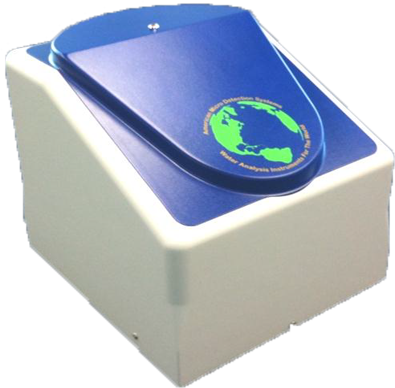 American Micro Detection Systems
Water Analysis Instruments For The World